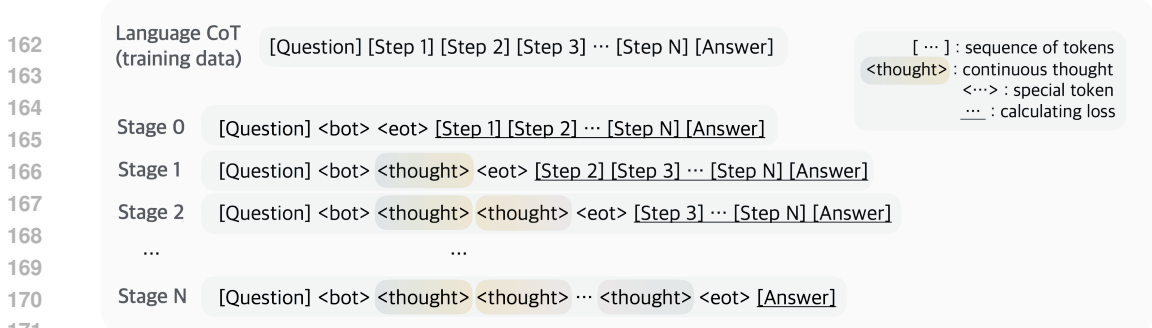 162
163
164
165
166
167
168
169
170
171
Language CoT
(training data)
[Question] [Step 1] [Step 2] [Step 3] ⋯ [Step N] [Answer]
[ ⋯ ] : sequence of tokens
<thought> : continuous thought
<⋯> : special token
⋯ : calculating loss
Stage 0 [Question] <bot> <eot> [Step 1] [Step 2] ⋯ [Step N] [Answer]
Stage 1 [Question] <bot> <thought> <eot> [Step 2] [Step 3] ⋯ [Step N] [Answer]
Stage 2 [Question] <bot> <thought> <thought> <eot> [Step 3] ⋯ [Step N] [Answer]
⋯ ⋯
Stage N [Question] <bot> <thought> <thought> ⋯ <thought> <eot> [Answer]